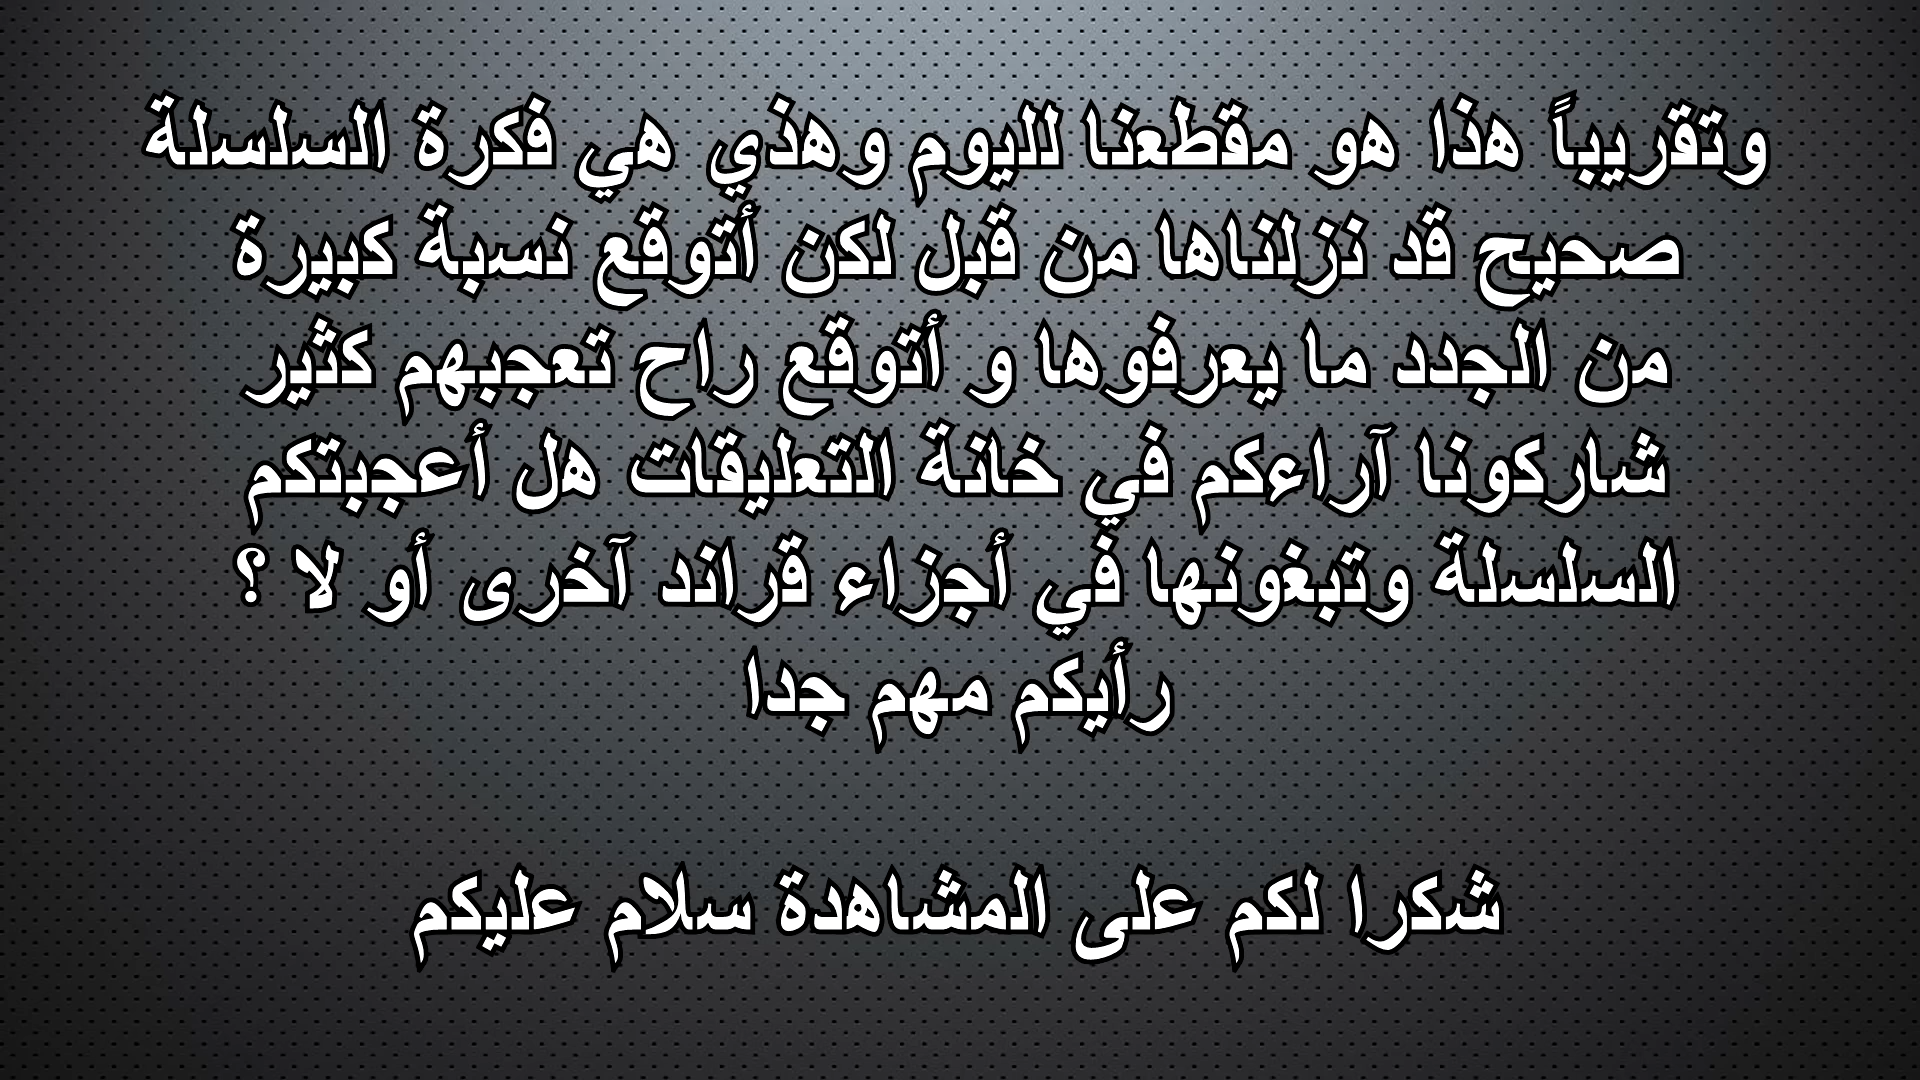 وتقريباً هذا هو مقطعنا لليوم وهذي هي فكرة السلسلة
صحيح قد نزلناها من قبل لكن أتوقع نسبة كبيرة
من الجدد ما يعرفوها و أتوقع راح تعجبهم كثير
شاركونا آراءكم في خانة التعليقات هل أعجبتكم
السلسلة وتبغونها في أجزاء قراند آخرى أو لا ؟
رأيكم مهم جدا
شكرا لكم على المشاهدة سلام عليكم